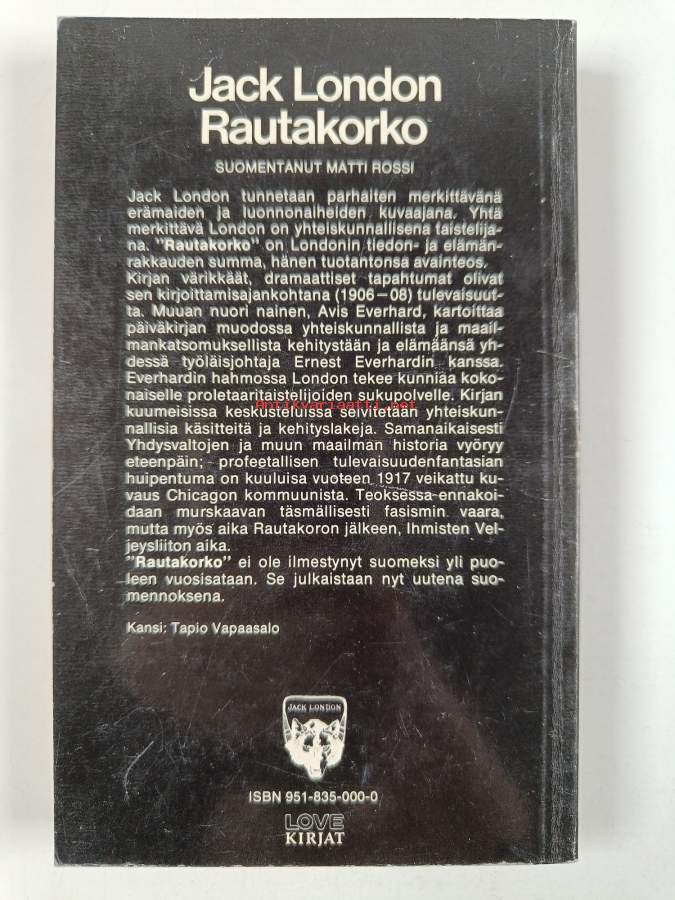 Jack London
Rautakorko
SUOMENTANUT MATTI ROSSI
Jack London tunnetaan parhaiten merkittävänä
erämaiden ja luonnonaiheiden kuvaajana. Yhtä
merkittävä London on yhteiskunnallisena taistelija-
na. "Rautakorko" on Londonin tiedon- ja elämän-
rakkauden summa, hänen tuotantonsa avainteos.
Kirjan värikkäät, dramaattiset tapahtumat olivat
sen kirjoittamisajankohtana (1906—08) tulevaisuut-
ta. Muuan nuori nainen, Avis Everhard, kartoittaa
päiväkirjan muodossa yhteiskunnallista ja maail-
mankatsomuksellista kehitystään ja elämäänsä yh-
dessä työläisjohtaja Ernest Everhardin kanssa.
Everhardin hahmossa London tekee kunniaa koko-
naiselle proletaaritaistelijoiden sukupolvelle. Kirjan
Antikvariaatti.net
kuumeisissa keskusteluissa selvitetään yhteiskun-
nallisia käsitteitä ja kehityslakeja. Samanaikaisesti
Yhdysvaltojen ja muun maailman historia vyöryy
eteenpäin; profeetallisen tulevaisuudenfantasian
huipentuma on kuuluisa vuoteen 1917 veikattu ku-
vaus Chicagon kommuunista. Teoksessa ennakoi-
daan murskaavan täsmällisesti fasismin vaara,
mutta myös aika Rautakoron jälkeen, Ihmisten Vel-
jeysliiton aika.
"Rautakorko" ei ole ilmestynyt suomeksi yli puo-
leen vuosisataan. Se julkaistaan nyt uutena suo-
mennoksena.
Kansi: Tapio Vapaasalo
JACK LONDON
ISBN 951-835-000-0
LOVE
KIRJAT